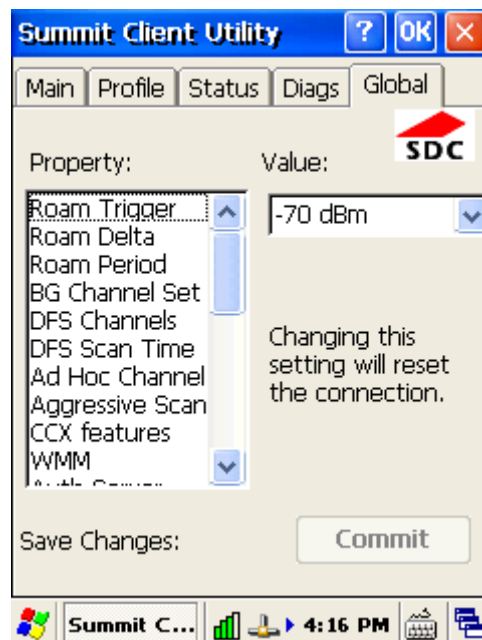 Summit Client Utility ? OK ×
Main Profile Status Diags Global
SDC
Property: Value:
Roam Trigger
-70 dBm
Roam Delta
Roam Period
BG Channel Set
DFS Channels
DFS Scan Time
Ad Hoc Channel
Aggressive Scan
CCX features
WMM
Auth Server
Changing this
setting will reset
the connection.
Save Changes: Commit
Summit C... 4:16 PM